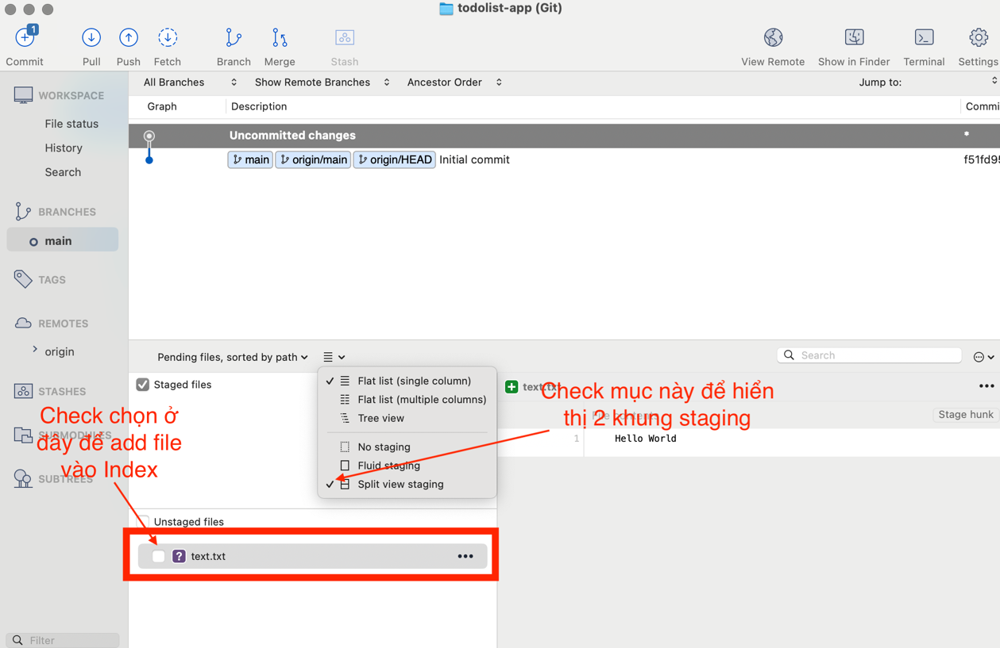 todolist-app (Git)
1
Commit
Pull
Push
Fetch
Branch
Merge
Stash
View Remote
Show in Finder
Terminal
Settings
All Branches
Show Remote Branches
Ancestor Order
Jump to:
Graph
Description
Commi
WORKSPACE
File status
History
Search
BRANCHES
main
TAGS
REMOTES
origin
STASHES
SUBMODULES
SUBTREES
Filter
Uncommitted changes
*
main
origin/main
origin/HEAD
Initial commit
f51fd95
Pending files, sorted by path
Search
Staged files
Flat list (single column)
Flat list (multiple columns)
Tree view
No staging
Fluid staging
Split view staging
Unstaged files
? text.txt
text.txt
File contents
Stage hunk
1
Hello World
Check chọn ở
dây để add file
vào Index
Check mục này để hiển
thị 2 khung staging